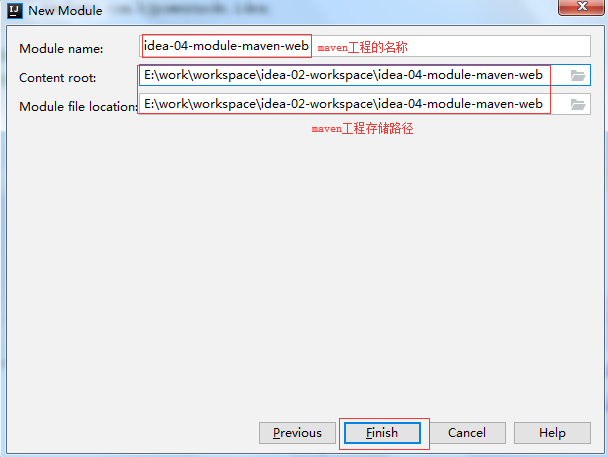 New Module
Module name: idea-04-module-maven-web maven工程的名称
Content root: E:\work\workspace\idea-02-workspace\idea-04-module-maven-web
Module file location: E:\work\workspace\idea-02-workspace\idea-04-module-maven-web
maven工程存储路径
Previous Finish Cancel Help